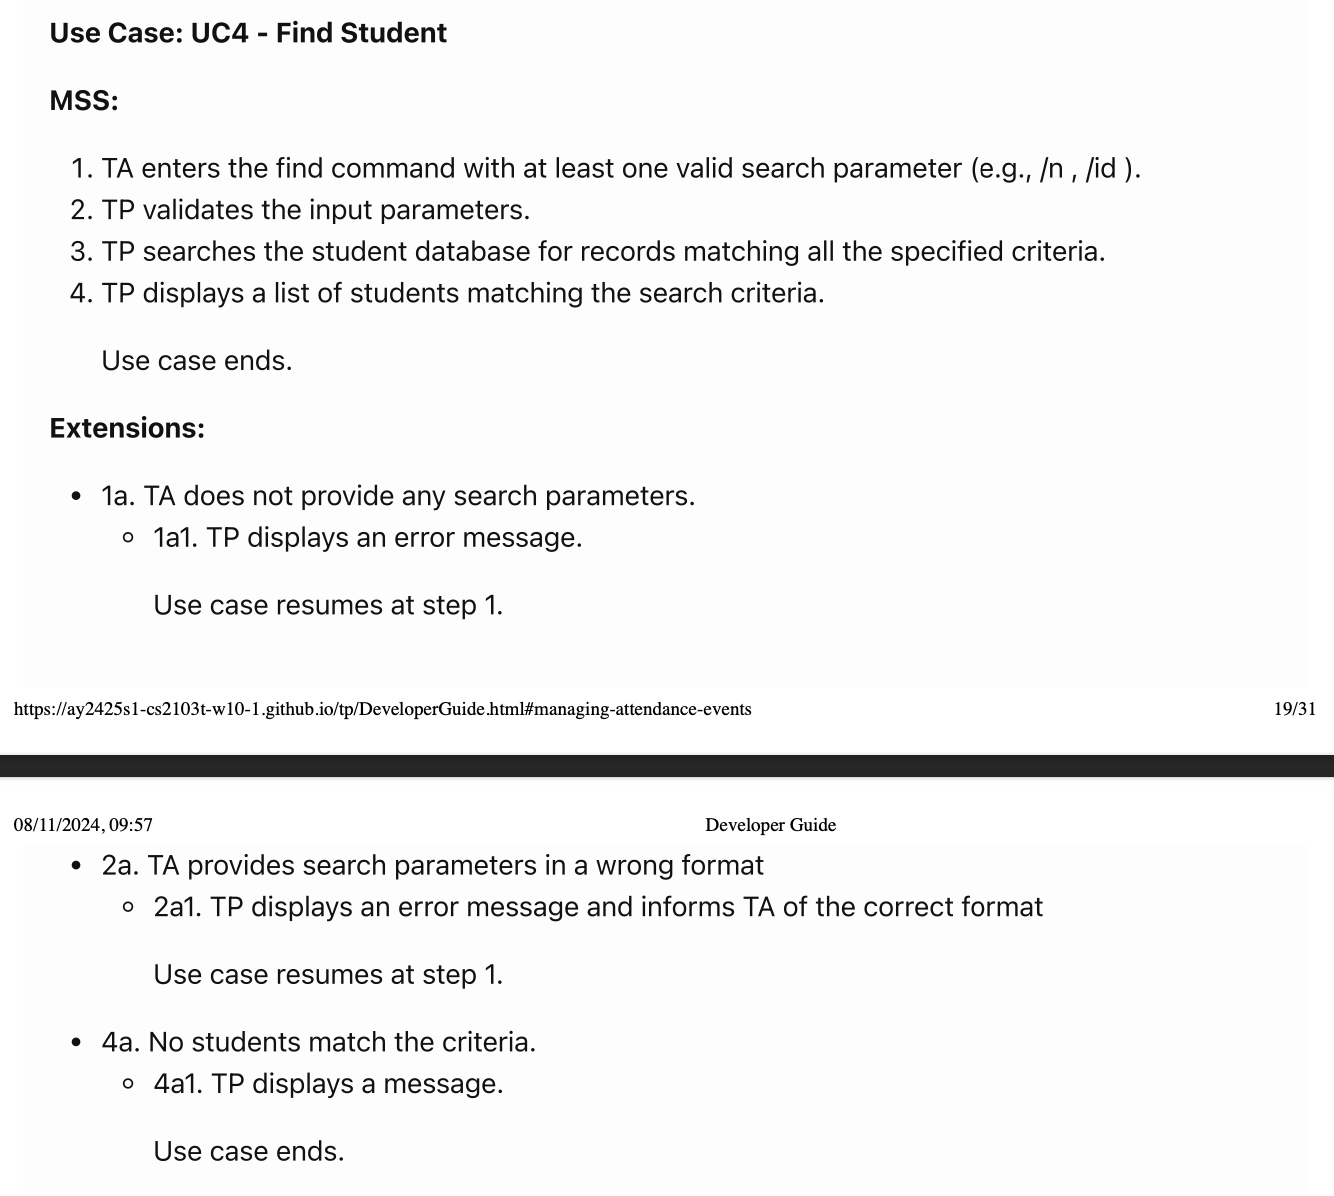 Use Case: UC4 - Find Student
MSS:
1. TA enters the find command with at least one valid search parameter (e.g., /n , /id ).
2. TP validates the input parameters.
3. TP searches the student database for records matching all the specified criteria.
4. TP displays a list of students matching the search criteria.
Use case ends.
Extensions:
• 1a. TA does not provide any search parameters.
◦ 1a1. TP displays an error message.
Use case resumes at step 1.
https://ay2425s1-cs2103t-w10-1.github.io/tp/DeveloperGuide.html#managing-attendance-events 19/31
08/11/2024, 09:57 Developer Guide
• 2a. TA provides search parameters in a wrong format
◦ 2a1. TP displays an error message and informs TA of the correct format
Use case resumes at step 1.
• 4a. No students match the criteria.
◦ 4a1. TP displays a message.
Use case ends.